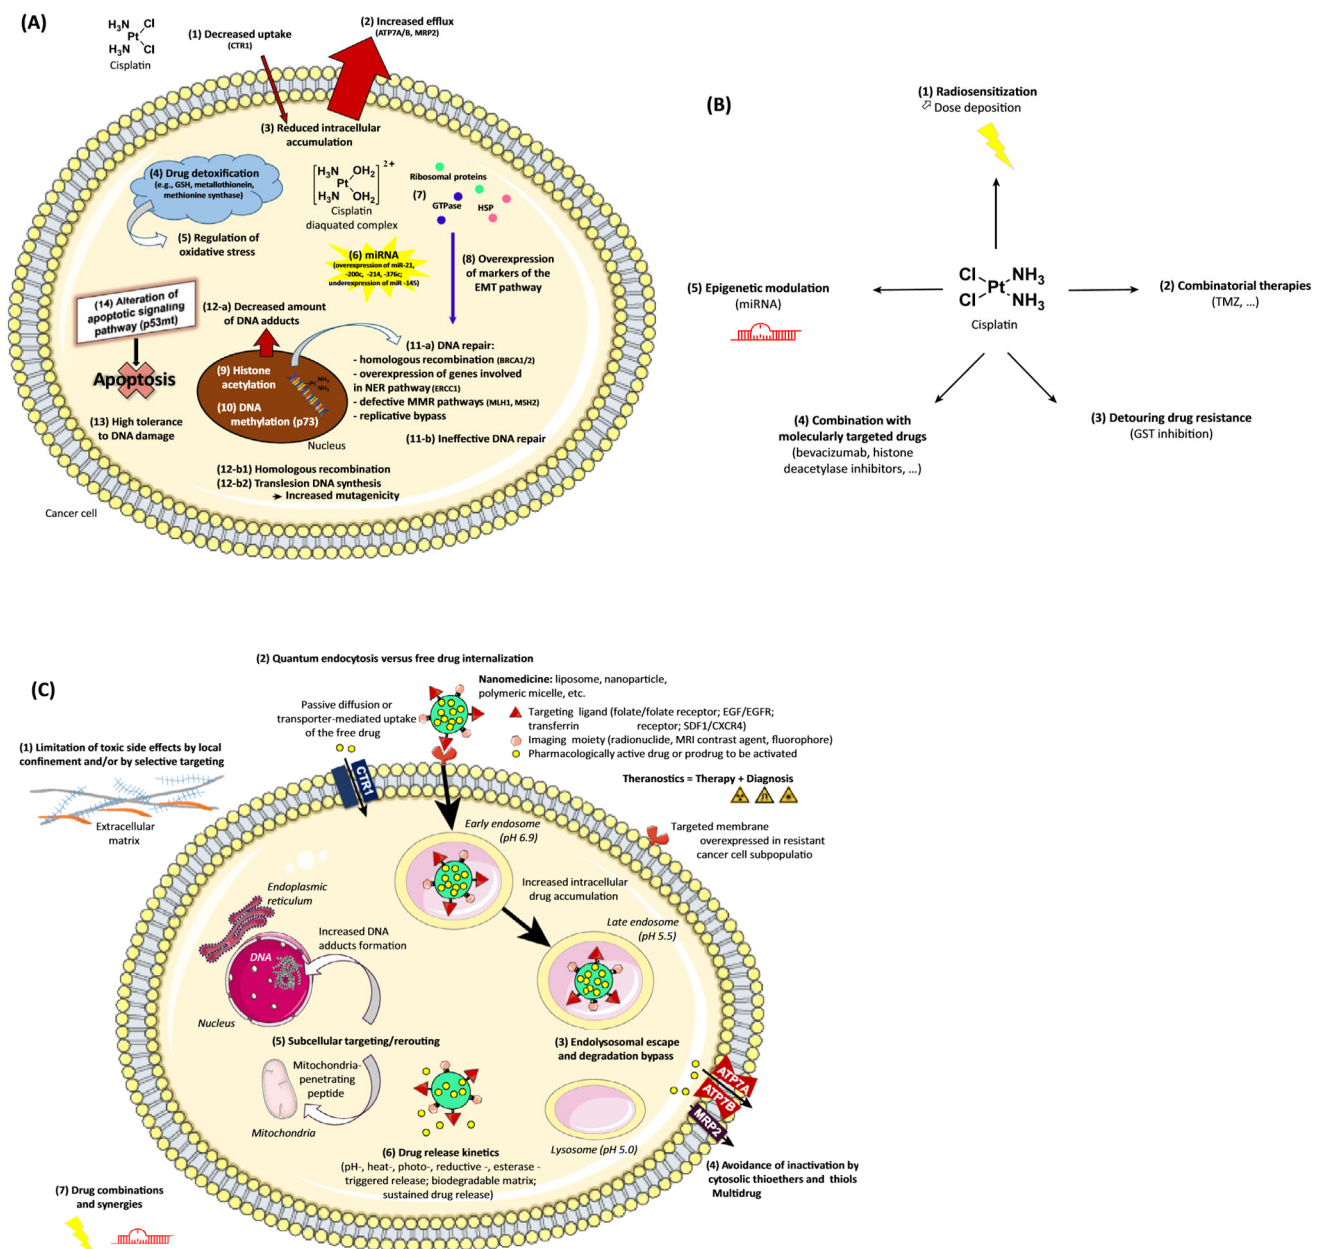 (A)
H₃N Cl
Pt
H₃N Cl
Cisplatin
(1) Decreased uptake
(CTR1)
(2) Increased efflux
(ATP7A/B, MRP2)
(3) Reduced intracellular
accumulation
(4) Drug detoxification
(e.g., GSH, metallothionein,
methionine synthase)
(5) Regulation of
oxidative stress
H₃N OH₂ 2+
Pt
H₃N OH₂
Cisplatin
diaquated complex
Ribosomal proteins
(7)
GTPase
HSP
(6) miRNA
(overexpression of miR-21,
-200c, -214, -376c;
underexpression of miR -145)
(8) Overexpression
of markers of the
EMT pathway
(14) Alteration of
apoptotic signaling
pathway (p53mt)
Apoptosis
(13) High tolerance
to DNA damage
(12-a) Decreased amount
of DNA adducts
(9) Histone
acetylation
(10) DNA
methylation (p73)
Pt
NH₃
NH₃
Nucleus
(11-a) DNA repair:
- homologous recombination (BRCA1/2)
- overexpression of genes involved
in NER pathway (ERCC1)
- defective MMR pathways (MLH1, MSH2)
- replicative bypass
(11-b) Ineffective DNA repair
(12-b1) Homologous recombination
(12-b2) Translesion DNA synthesis
Increased mutagenicity
Cancer cell
(B)
(1) Radiosensitization
Dose deposition
Cl NH₃
Pt
Cl NH₃
Cisplatin
(2) Combinatorial therapies
(TMZ, ...)
(3) Detouring drug resistance
(GST inhibition)
(4) Combination with
molecularly targeted drugs
(bevacizumab, histone
deacetylase inhibitors, ...)
(5) Epigenetic modulation
(miRNA)
(C)
(2) Quantum endocytosis versus free drug internalization
Passive diffusion or
transporter-mediated uptake
of the free drug
Nanomedicine: liposome, nanoparticle,
polymeric micelle, etc.
Targeting ligand (folate/folate receptor; EGF/EGFR;
transferrin receptor; SDF1/CXCR4)
Imaging moiety (radionuclide, MRI contrast agent, fluorophore)
Pharmacologically active drug or prodrug to be activated
Theranostics = Therapy + Diagnosis
(1) Limitation of toxic side effects by local
confinement and/or by selective targeting
Extracellular
matrix
CTR1
Early endosome
(pH 6.9)
Targeted membrane
overexpressed in resistant
cancer cell subpopulatio
Increased intracellular
drug accumulation
Late endosome
(pH 5.5)
Endoplasmic
reticulum
Increased DNA
adducts formation
DNA
Nucleus
(5) Subcellular targeting/rerouting
Mitochondria-
penetrating
peptide
Mitochondria
(3) Endolysosomal escape
and degradation bypass
Lysosome (pH 5.0)
ATP7A
ATP7B
MRP2
(6) Drug release kinetics
(pH-, heat-, photo-, reductive -, esterase -
triggered release; biodegradable matrix;
sustained drug release)
(4) Avoidance of inactivation by
cytosolic thioethers and thiols
Multidrug
(7) Drug combinations
and synergies